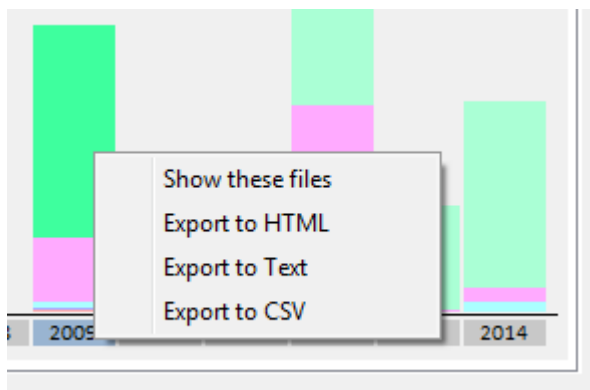 Show these files
Export to HTML
Export to Text
Export to CSV
2009
2014